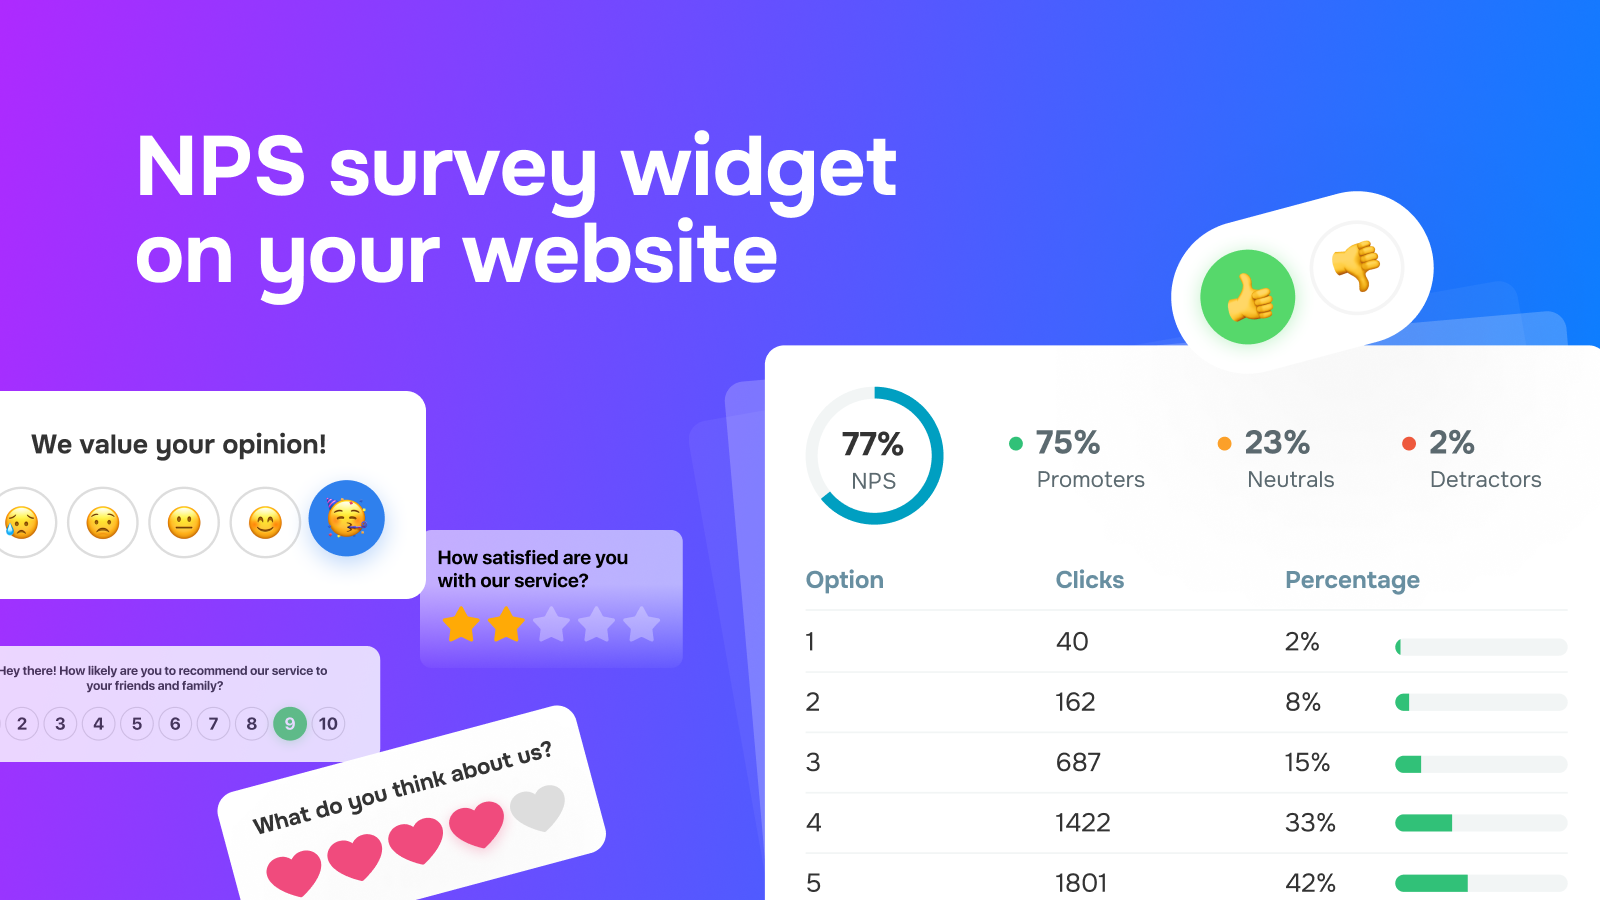 NPS survey widget
on your website
We value your opinion!
How satisfied are you
with our service?
Hey there! How likely are you to recommend our service to
your friends and family?
2 3 4 5 6 7 8 9 10
What do you think about us?
77%
NPS
75%
Promoters
23%
Neutrals
2%
Detractors
Option Clicks Percentage
1 40 2%
2 162 8%
3 687 15%
4 1422 33%
5 1801 42%